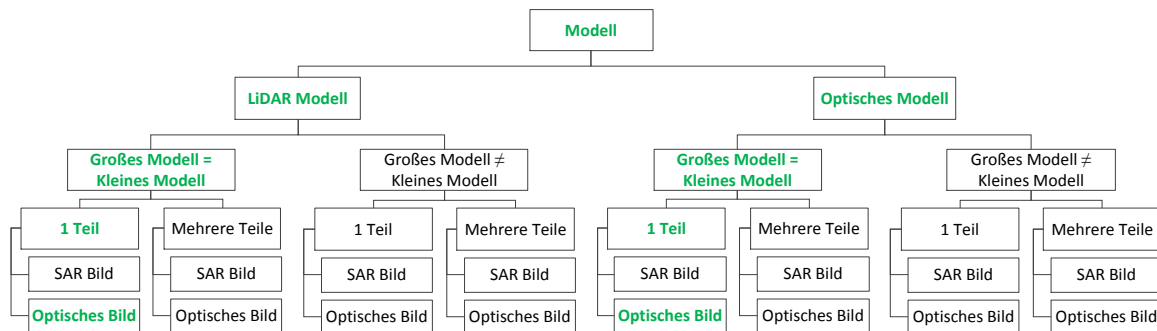 Modell
LiDAR Modell
Optisches Modell
Großes Modell =
Kleines Modell
Großes Modell ≠
Kleines Modell
Großes Modell =
Kleines Modell
Großes Modell ≠
Kleines Modell
1 Teil
Mehrere Teile
1 Teil
Mehrere Teile
1 Teil
Mehrere Teile
1 Teil
Mehrere Teile
SAR Bild
SAR Bild
SAR Bild
SAR Bild
SAR Bild
SAR Bild
SAR Bild
SAR Bild
Optisches Bild
Optisches Bild
Optisches Bild
Optisches Bild
Optisches Bild
Optisches Bild
Optisches Bild
Optisches Bild